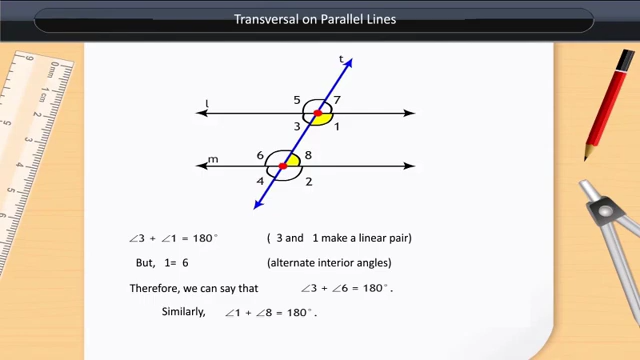 Transversal on Parallel Lines
t
5 7
l
3 1
6 8
m
4 2
∠3 + ∠1 = 180° ( 3 and 1 make a linear pair)
But, 1= 6 (alternate interior angles)
Therefore, we can say that ∠3 + ∠6 = 180°.
Similarly, ∠1 + ∠8 = 180°.